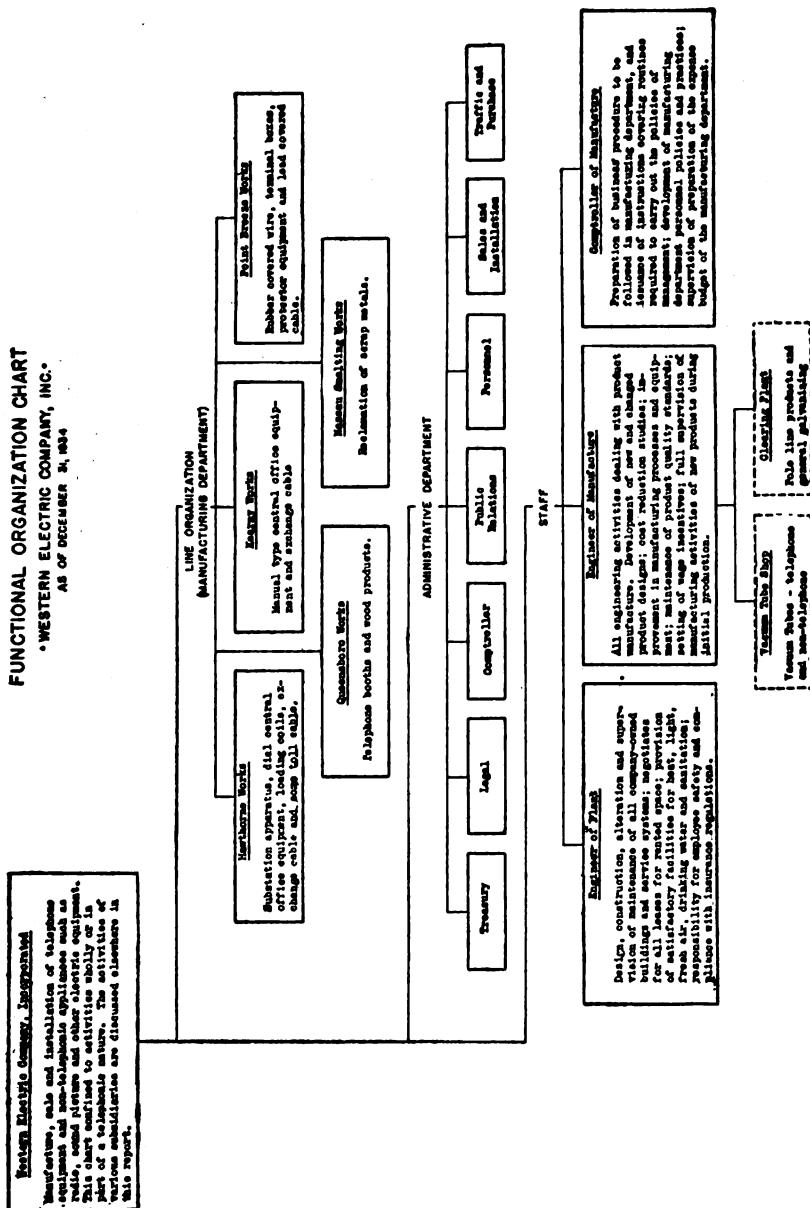 FUNCTIONAL ORGANIZATION CHART
•WESTERN ELECTRIC COMPANY, INC.•
AS OF DECEMBER 31, 1934
Western Electric Company, Incorporated
Manufacture, sale and installation of telephone
equipment and non-telephonic appliances such as
radio, sound picture and other electric equipment.
This chart confined to activities wholly or in
part of a telephonic nature. The activities of
various subsidiaries are discussed elsewhere in
this report.
LINE ORGANIZATION
(MANUFACTURING DEPARTMENT)
Hawthorne Works
Substation apparatus, dial central
office equipment, loading coils, ex-
change cable and some toll cable.
Kearny Works
Manual type central office equip-
ment and exchange cable
Point Breeze Works
Rubber covered wire, terminal boxes,
protector equipment and lead covered
cable.
Queensboro Works
Telephone booths and wood products.
Nassau Smelting Works
Reclamation of scrap metals.
ADMINISTRATIVE DEPARTMENT
Treasury
Legal
Comptroller
Public
Relations
Personnel
Sales and
Installation
Traffic and
Purchase
STAFF
Engineer of Plant
Design, construction, alteration and super-
vision of maintenance of all company-owned
buildings and service systems; negotiates
for all leases for rented space; provision
of satisfactory facilities for heat, light,
fresh air, drinking water and sanitation;
responsibility for employee safety and com-
pliance with insurance regulations.
Engineer of Manufacture
All engineering activities dealing with product
manufacture. Development of new and changed
product designs; cost reduction studies; im-
provement in manufacturing processes and equip-
ment; maintenance of product quality standards;
setting of wage incentives; full supervision of
manufacturing activities of new products during
initial production.
Comptroller of Manufacture
Preparation of business procedure to be
followed in manufacturing department, and
issuance of instructions covering routines
required to carry out the policies of
management; development of manufacturing
department personnel policies and practices;
supervision of preparation of the expense
budget of the manufacturing department.
Vacuum Tube Shop
Vacuum Tubes - telephone
and non-telephone
Clearing Plant
Pole line products and
general galvanizing